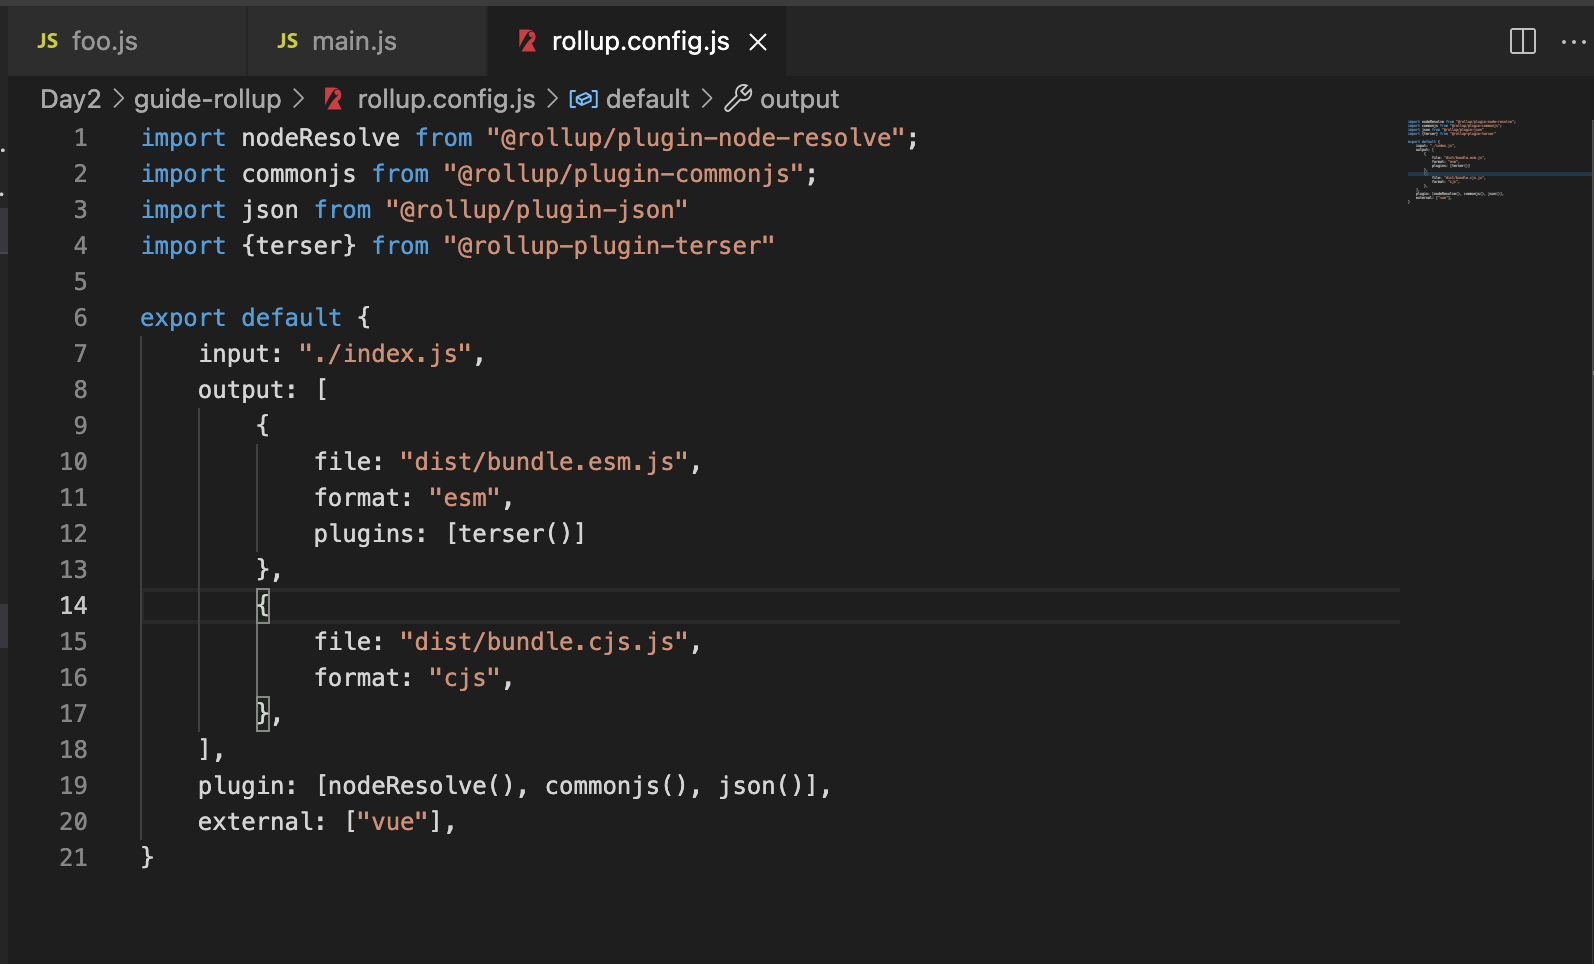 JS foo.js JS main.js rollup.config.js
Day2 > guide-rollup > rollup.config.js > default > output
1 import nodeResolve from "@rollup/plugin-node-resolve";
2 import commonjs from "@rollup/plugin-commonjs";
3 import json from "@rollup/plugin-json"
4 import {terser} from "@rollup-plugin-terser"
5
6 export default {
7 input: "./index.js",
8 output: [
9 {
10 file: "dist/bundle.esm.js",
11 format: "esm",
12 plugins: [terser()]
13 },
14 {
15 file: "dist/bundle.cjs.js",
16 format: "cjs",
17 },
18 ],
19 plugin: [nodeResolve(), commonjs(), json()],
20 external: ["vue"],
21 }